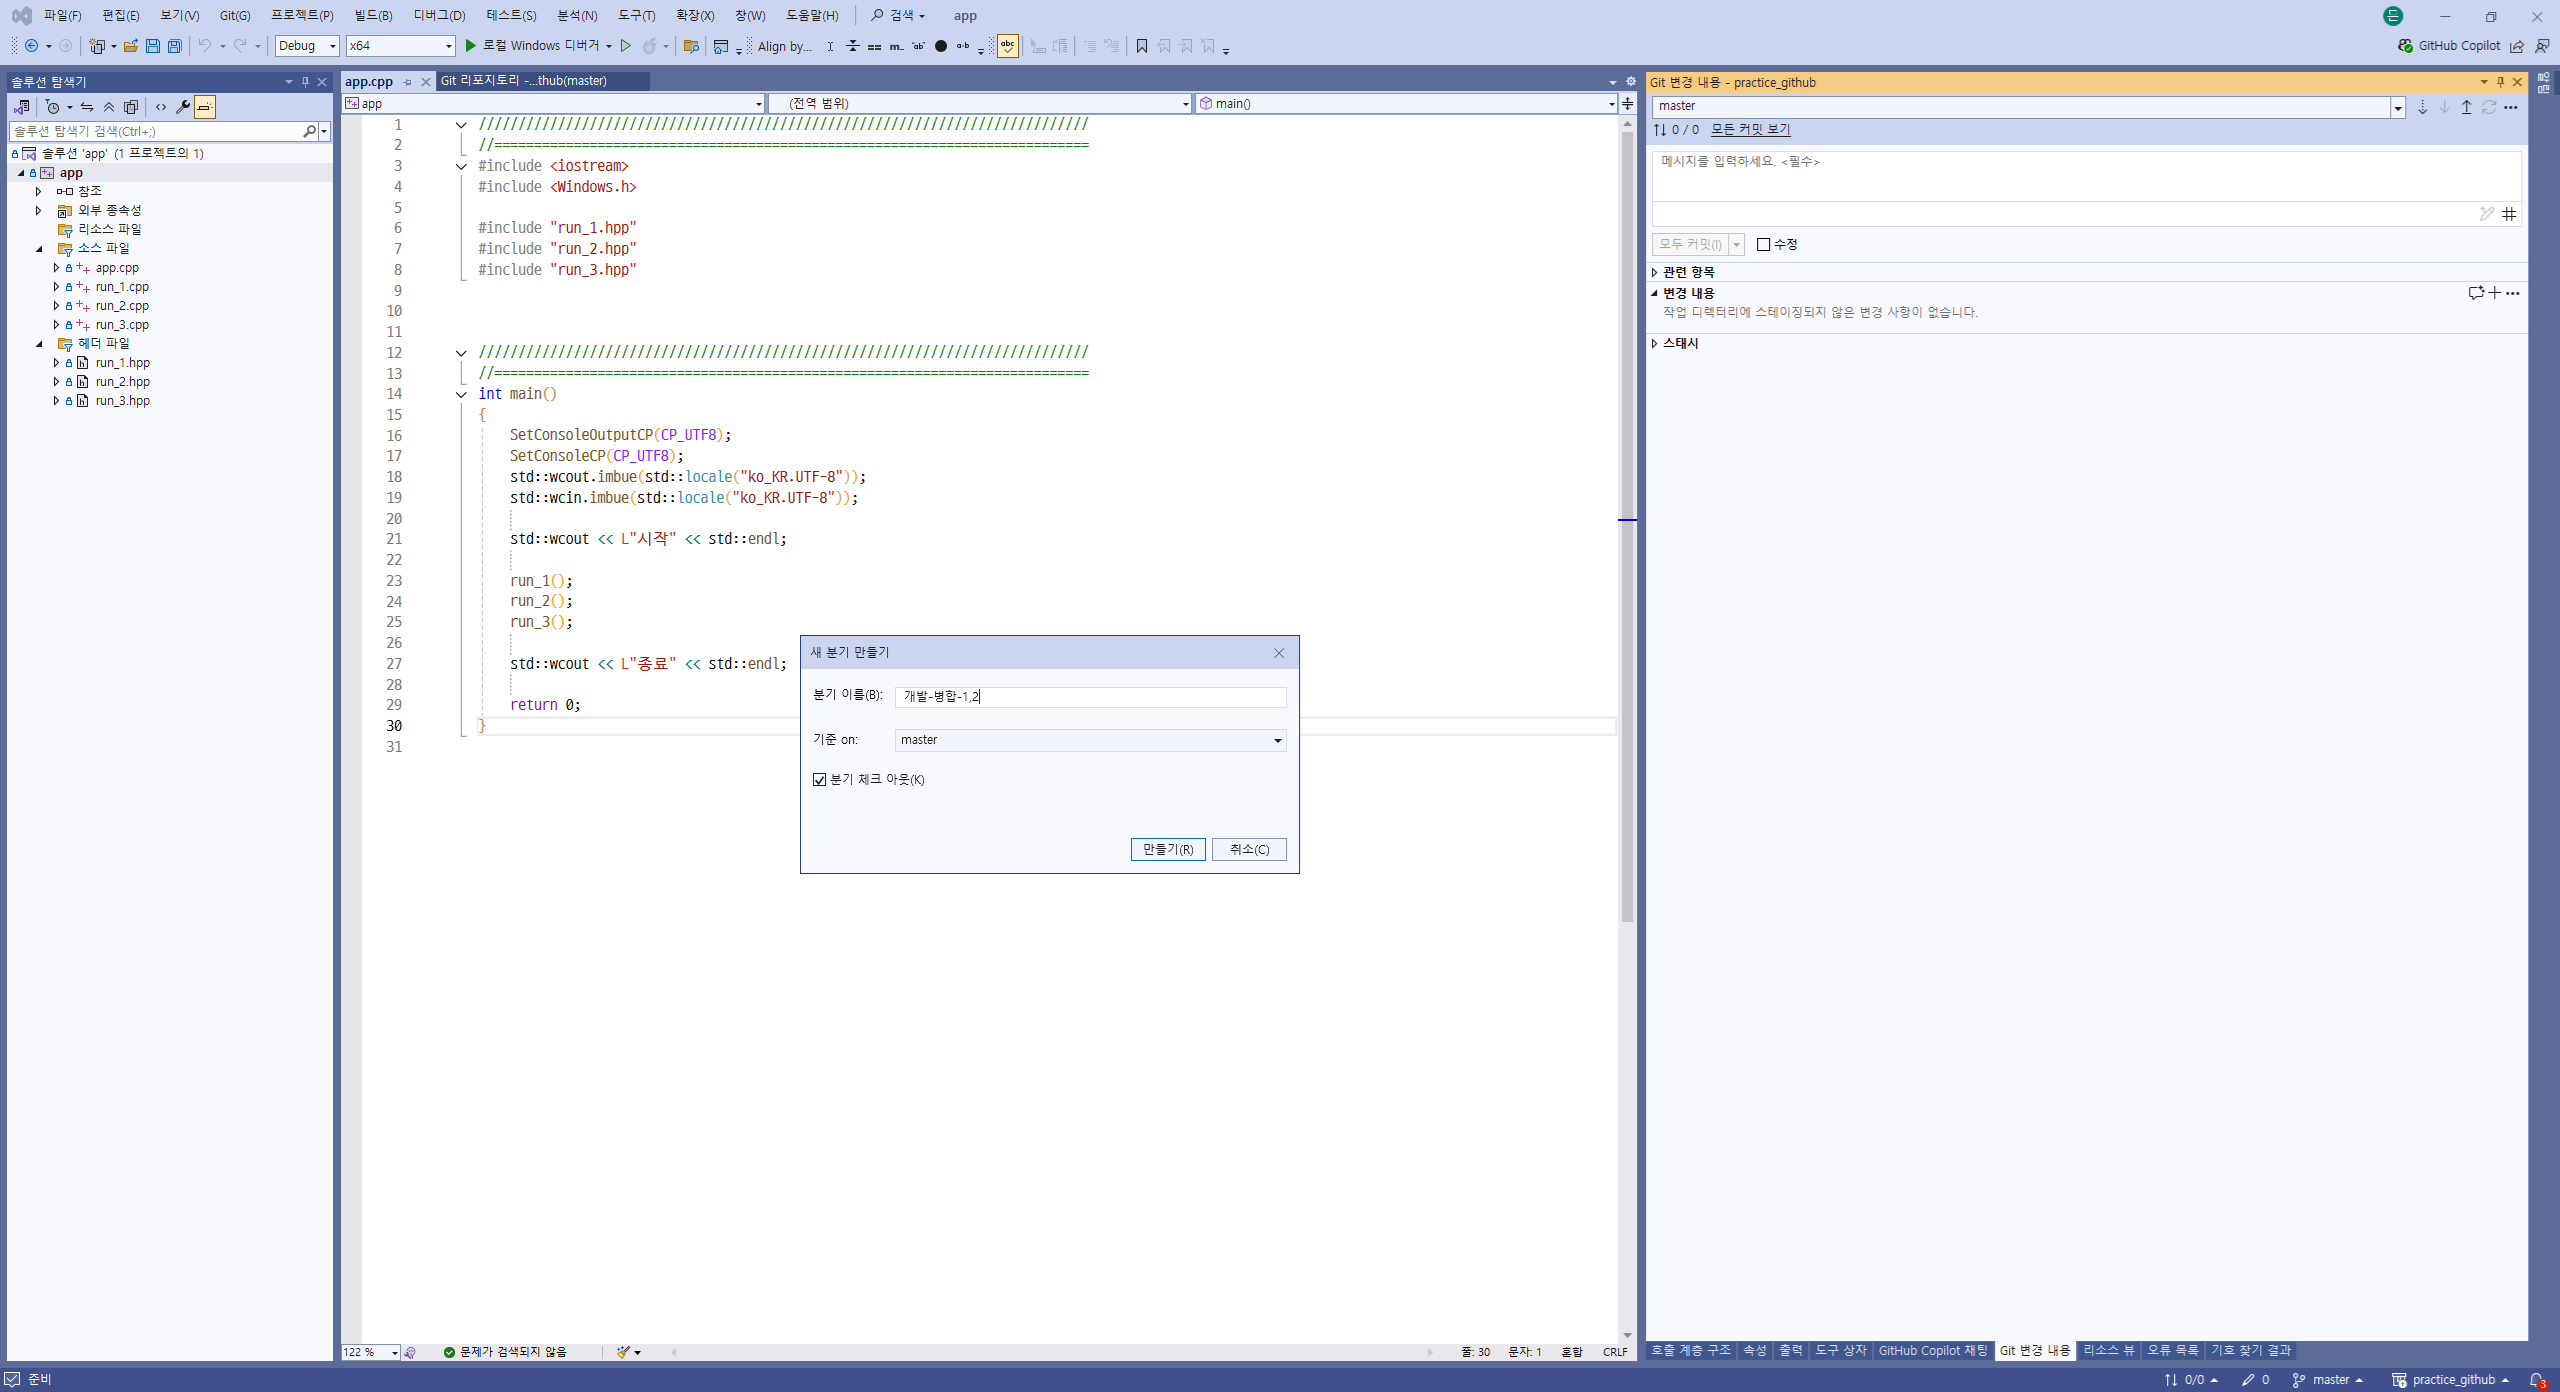 파일(F) 편집(E) 보기(V) Git(G) 프로젝트(P) 빌드(B) 디버그(D) 테스트(S) 분석(N) 도구(T) 확장(X) 창(W) 도움말(H) 검색 app 든
Debug x64 로컬 Windows 디버거 Align by... GitHub Copilot
솔루션 탐색기
솔루션 탐색기 검색(Ctrl+;)
솔루션 'app' (1 프로젝트의 1)
app
참조
외부 종속성
리소스 파일
소스 파일
app.cpp
run_1.cpp
run_2.cpp
run_3.cpp
헤더 파일
run_1.hpp
run_2.hpp
run_3.hpp
app.cpp Git 리포지토리 -...thub(master)
app (전역 범위) main()
1 /////////////////////////////////////////////////////////////////////////////
2 //===========================================================================
3 #include <iostream>
4 #include <Windows.h>
5
6 #include "run_1.hpp"
7 #include "run_2.hpp"
8 #include "run_3.hpp"
9
10
11
12 /////////////////////////////////////////////////////////////////////////////
13 //===========================================================================
14 int main()
15 {
16 SetConsoleOutputCP(CP_UTF8);
17 SetConsoleCP(CP_UTF8);
18 std::wcout.imbue(std::locale("ko_KR.UTF-8"));
19 std::wcin.imbue(std::locale("ko_KR.UTF-8"));
20
21 std::wcout << L"시작" << std::endl;
22
23 run_1();
24 run_2();
25 run_3();
26
27 std::wcout << L"종료" << std::endl;
28
29 return 0;
30 }
31
새 분기 만들기
분기 이름(B): 개발-병합-1,2
기준 on: master
분기 체크 아웃(K)
만들기(R) 취소(C)
122 % 문제가 검색되지 않음 줄: 30 문자: 1 혼합 CRLF
Git 변경 내용 - practice_github
master
0 / 0 모든 커밋 보기
메시지를 입력하세요. <필수>
모두 커밋(I) 수정
관련 항목
변경 내용
작업 디렉터리에 스테이징되지 않은 변경 사항이 없습니다.
스태시
호출 계층 구조 속성 출력 도구 상자 GitHub Copilot 채팅 Git 변경 내용 리소스 뷰 오류 목록 기호 찾기 결과
준비 0/0 0 master practice_github 3